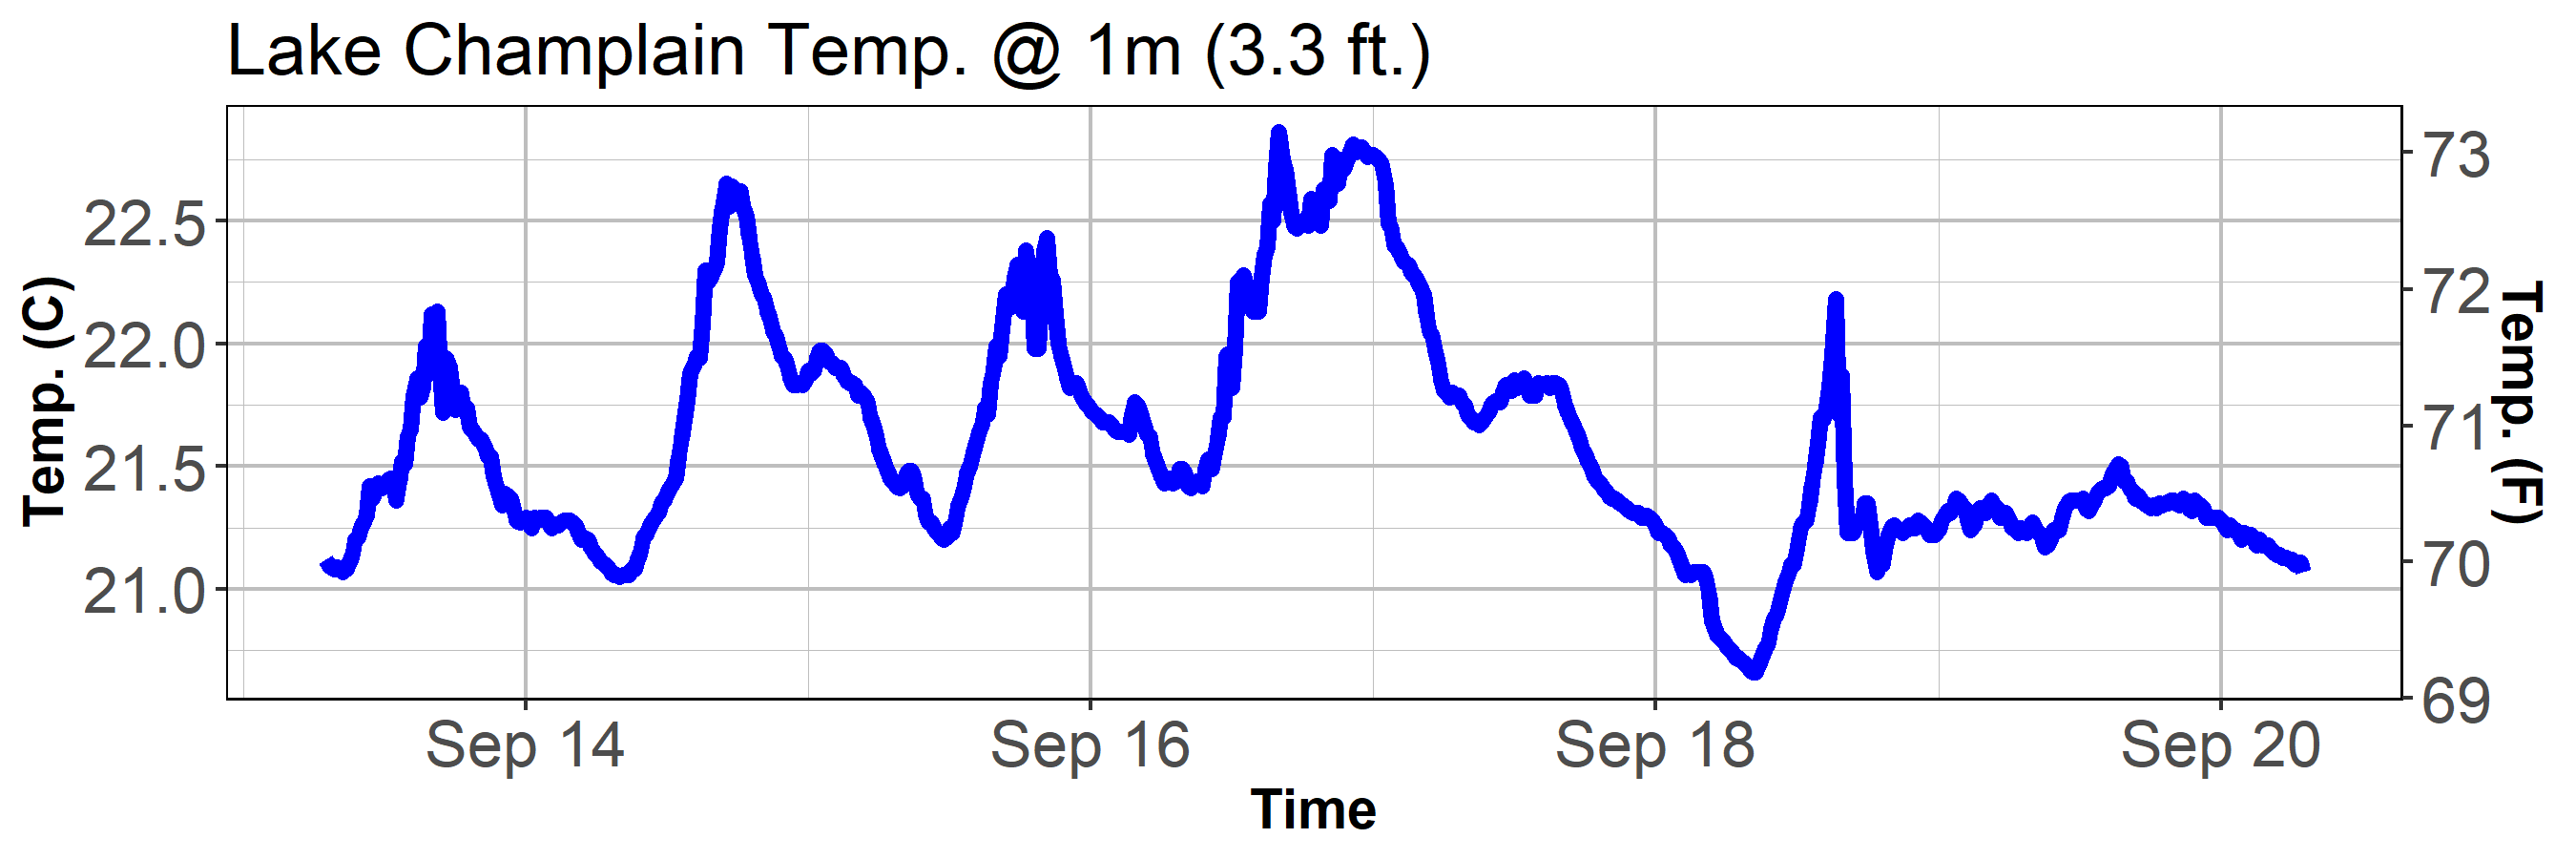 Lake Champlain Temp. @ 1m (3.3 ft.)
Temp. (C)
22.5
22.0
21.5
21.0
73
72
71
70
69
Temp. (F)
Sep 14 Sep 16 Sep 18 Sep 20
Time